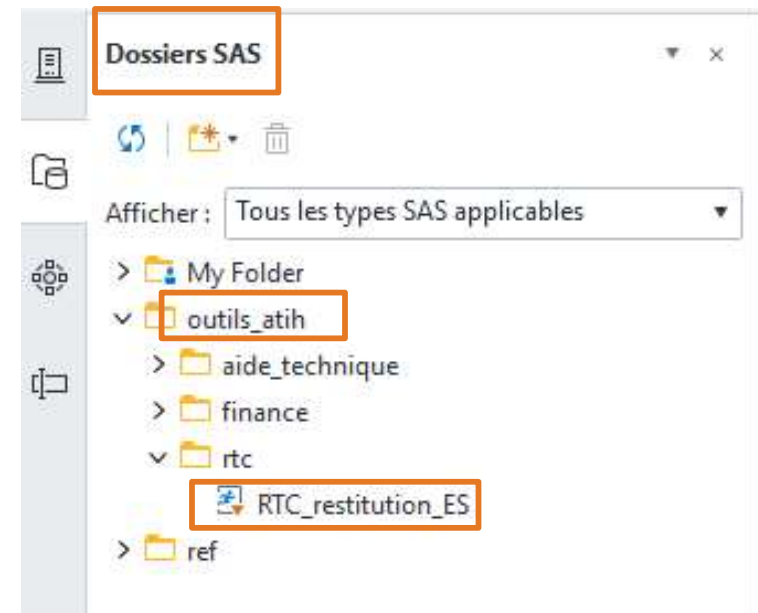 Dossiers SAS
Afficher : Tous les types SAS applicables
My Folder
outils_atih
aide_technique
finance
rtc
RTC_restitution_ES
ref